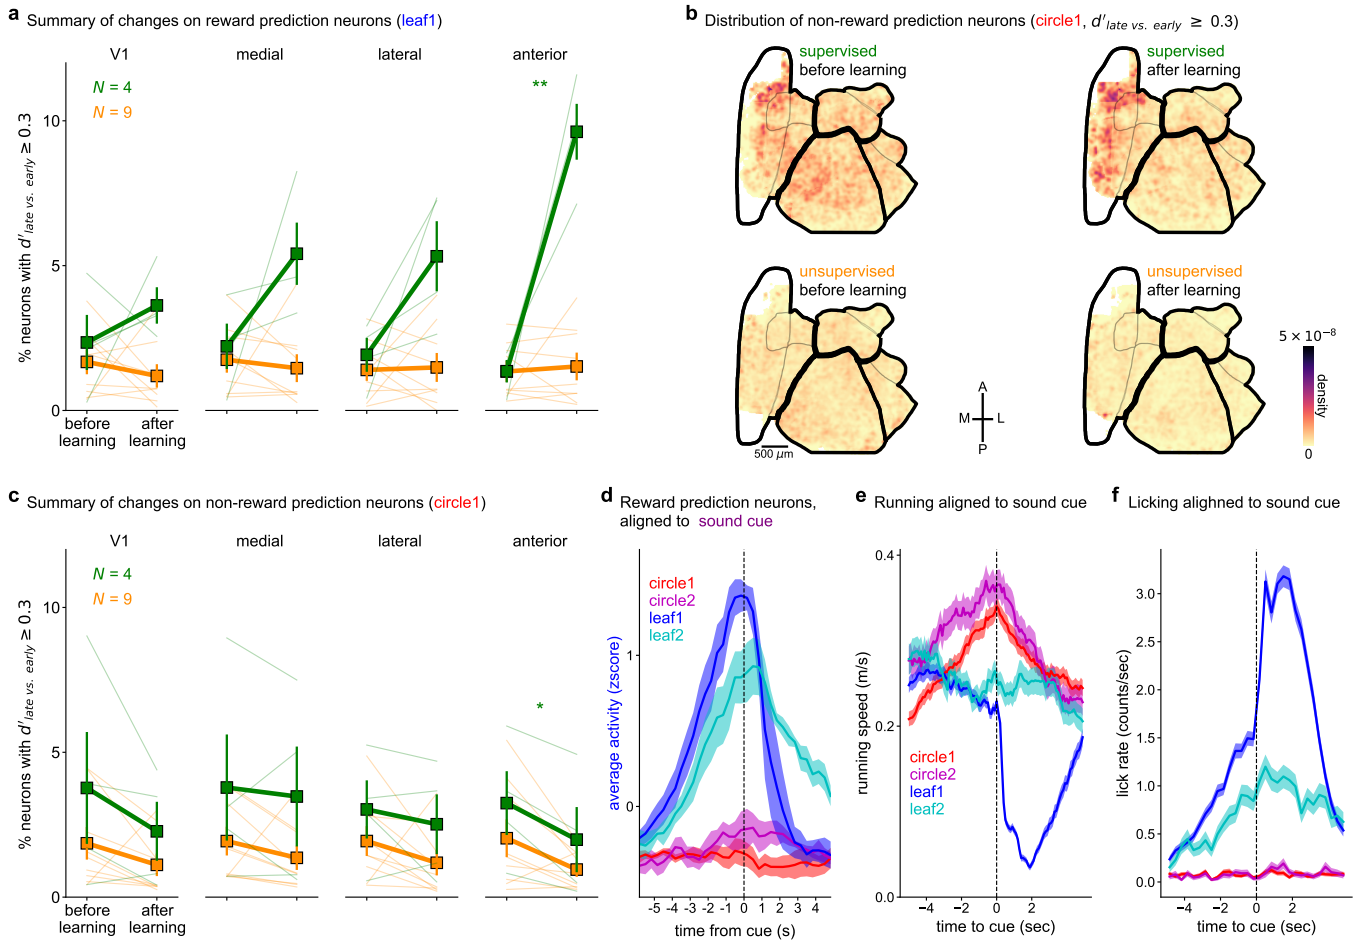 a Summary of changes on reward prediction neurons (leaf1)
V1
medial
lateral
anterior
N = 4
N = 9
**
% neurons with d′late vs. early ≥ 0.3
10
5
0
before learning
after learning
b Distribution of non-reward prediction neurons (circle1, d′late vs. early ≥ 0.3)
supervised
before learning
supervised
after learning
unsupervised
before learning
unsupervised
after learning
500 μm
A
M L
P
5 × 10⁻⁸
density
0
c Summary of changes on non-reward prediction neurons (circle1)
V1
medial
lateral
anterior
N = 4
N = 9
*
% neurons with d′late vs. early ≥ 0.3
10
5
0
before learning
after learning
d Reward prediction neurons,
aligned to sound cue
circle1
circle2
leaf1
leaf2
average activity (zscore)
1
0
-5 -4 -3 -2 -1 0 1 2 3 4
time from cue (s)
e Running aligned to sound cue
0.4
0.2
0.0
running speed (m/s)
circle1
circle2
leaf1
leaf2
−4 −2 0 2
time to cue (sec)
f Licking alighned to sound cue
3.0
2.5
2.0
1.5
1.0
0.5
0.0
lick rate (counts/sec)
circle1
circle2
leaf1
leaf2
−4 −2 0 2
time to cue (sec)